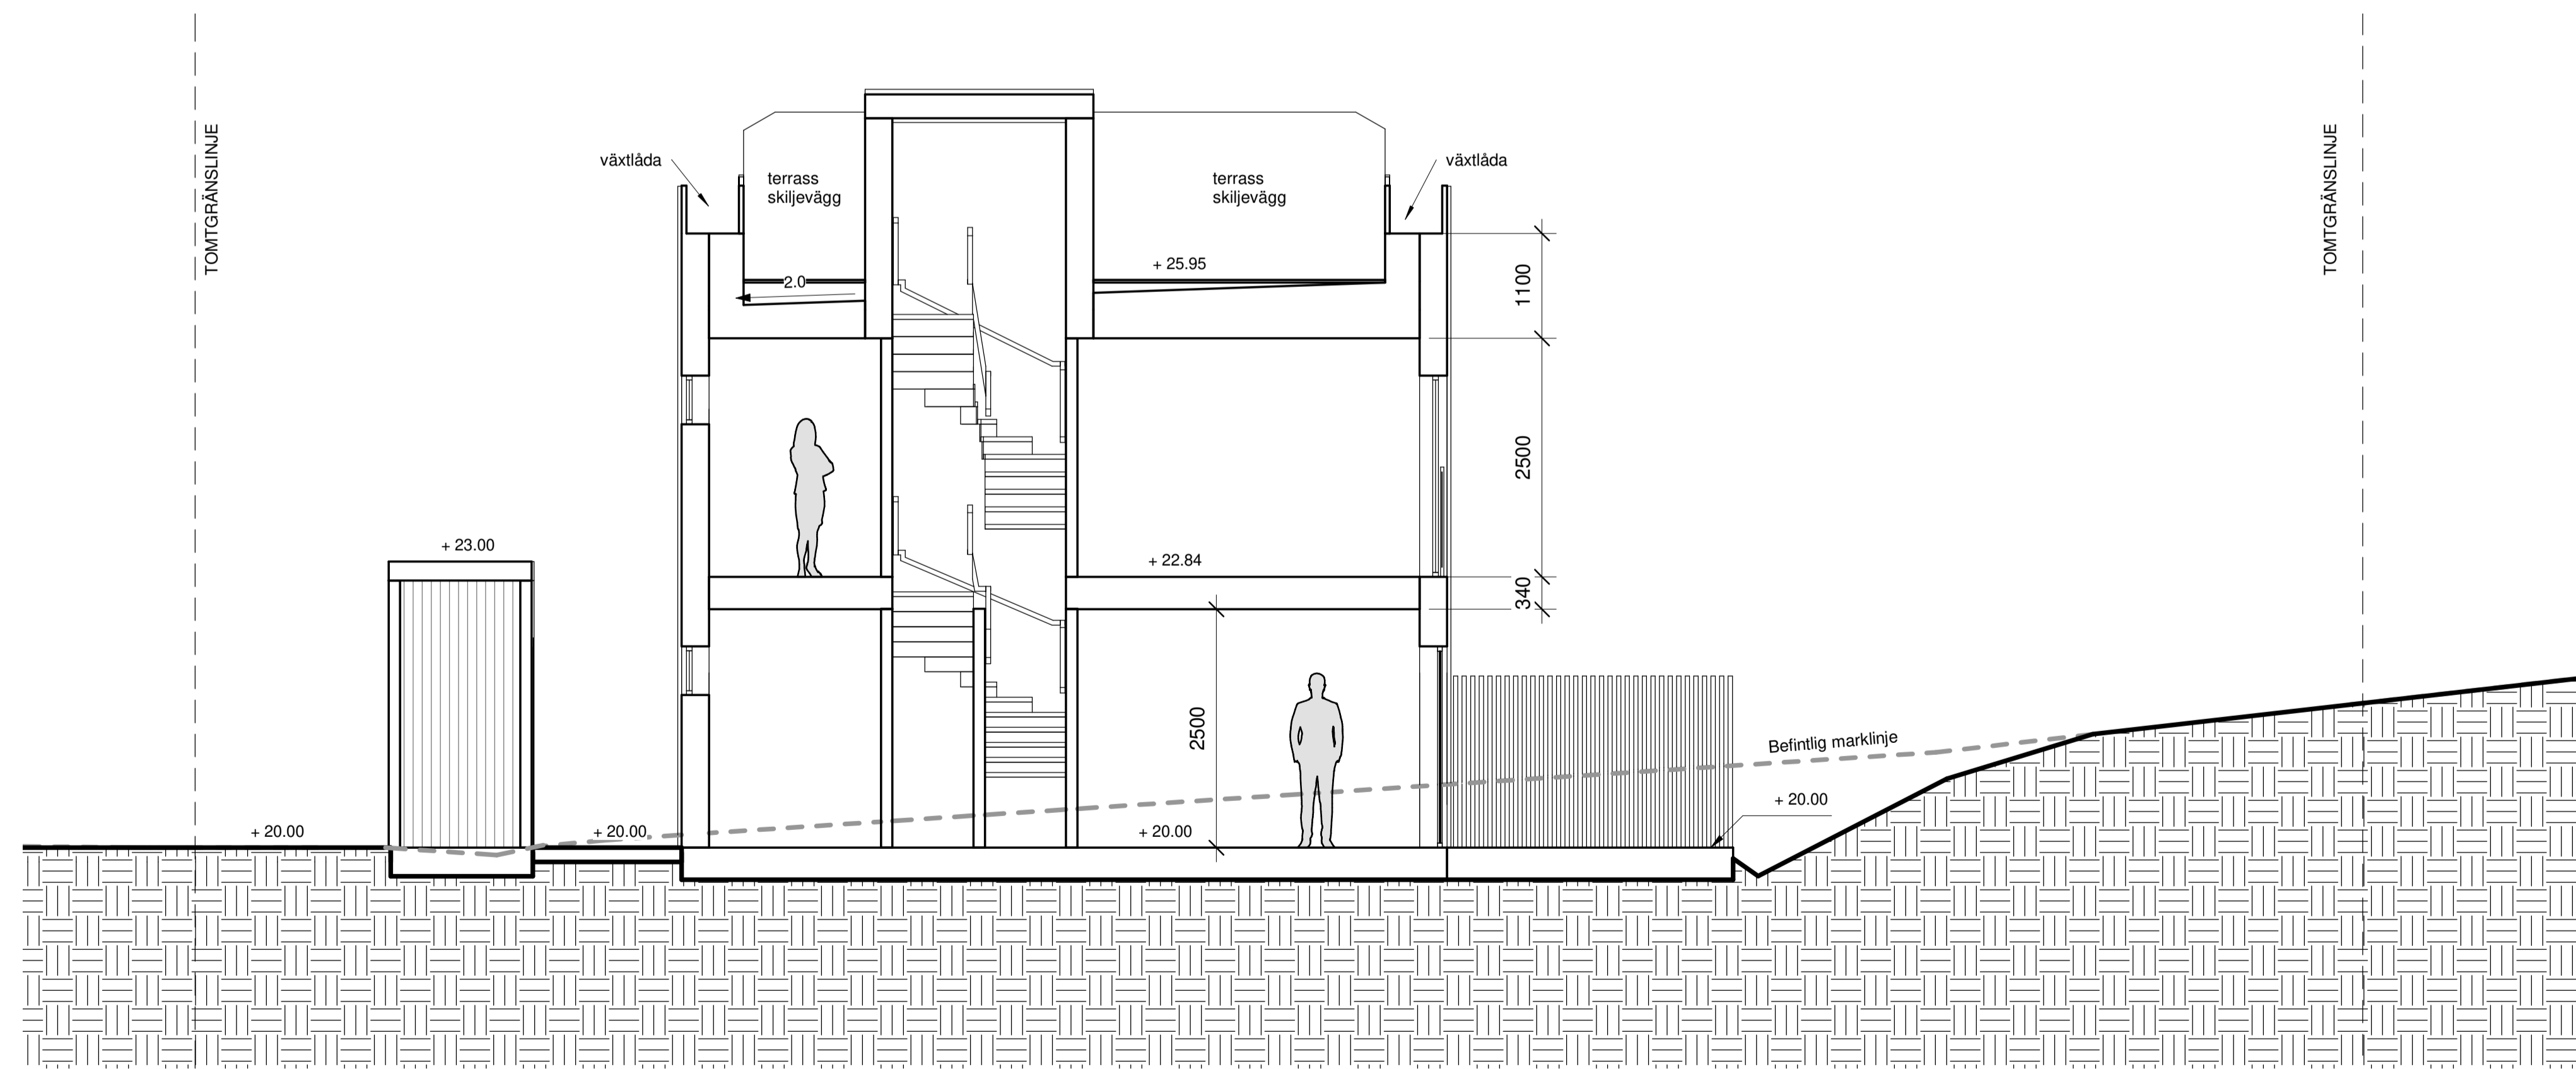 TOMTGRÄNSLINJE
TOMTGRÄNSLINJE
växtlåda
växtlåda
terrass
skiljevägg
terrass
skiljevägg
+ 25.95
2.0
1100
2500
+ 23.00
+ 22.84
340
2500
Befintlig marklinje
+ 20.00
+ 20.00
+ 20.00
+ 20.00